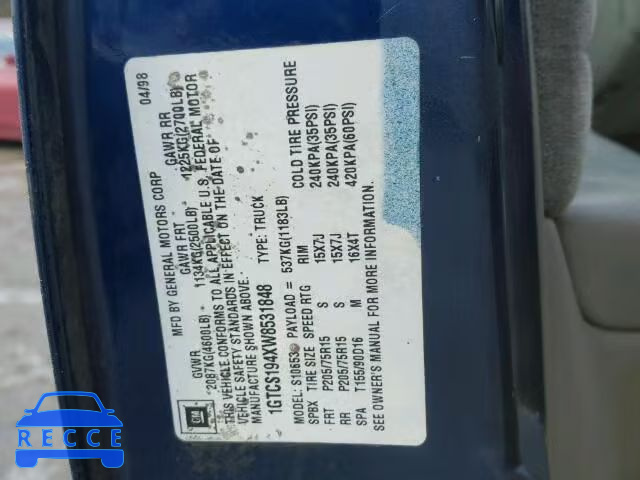 MFD BY GENERAL MOTORS CORP 04/98
GVWR GAWR FRT GAWR RR
2087KG(4600LB) 1134KG(2500LB) 1225KG(2700LB)
THIS VEHICLE CONFORMS TO ALL APPLICABLE U.S. FEDERAL MOTOR
VEHICLE SAFETY STANDARDS IN EFFECT ON THE DATE OF
MANUFACTURE SHOWN ABOVE.
1GTCS194XW8531848 TYPE: TRUCK
MODEL: S10653 PAYLOAD = 537KG(1183LB)
SPBX TIRE SIZE SPEED RTG RIM COLD TIRE PRESSURE
FRT P205/75R15 S 15X7J 240KPA(35PSI)
RR P205/75R15 S 15X7J 240KPA(35PSI)
SPA T155/90D16 M 16X4T 420KPA(60PSI)
SEE OWNER'S MANUAL FOR MORE INFORMATION
GM
BIDFAX.INFO